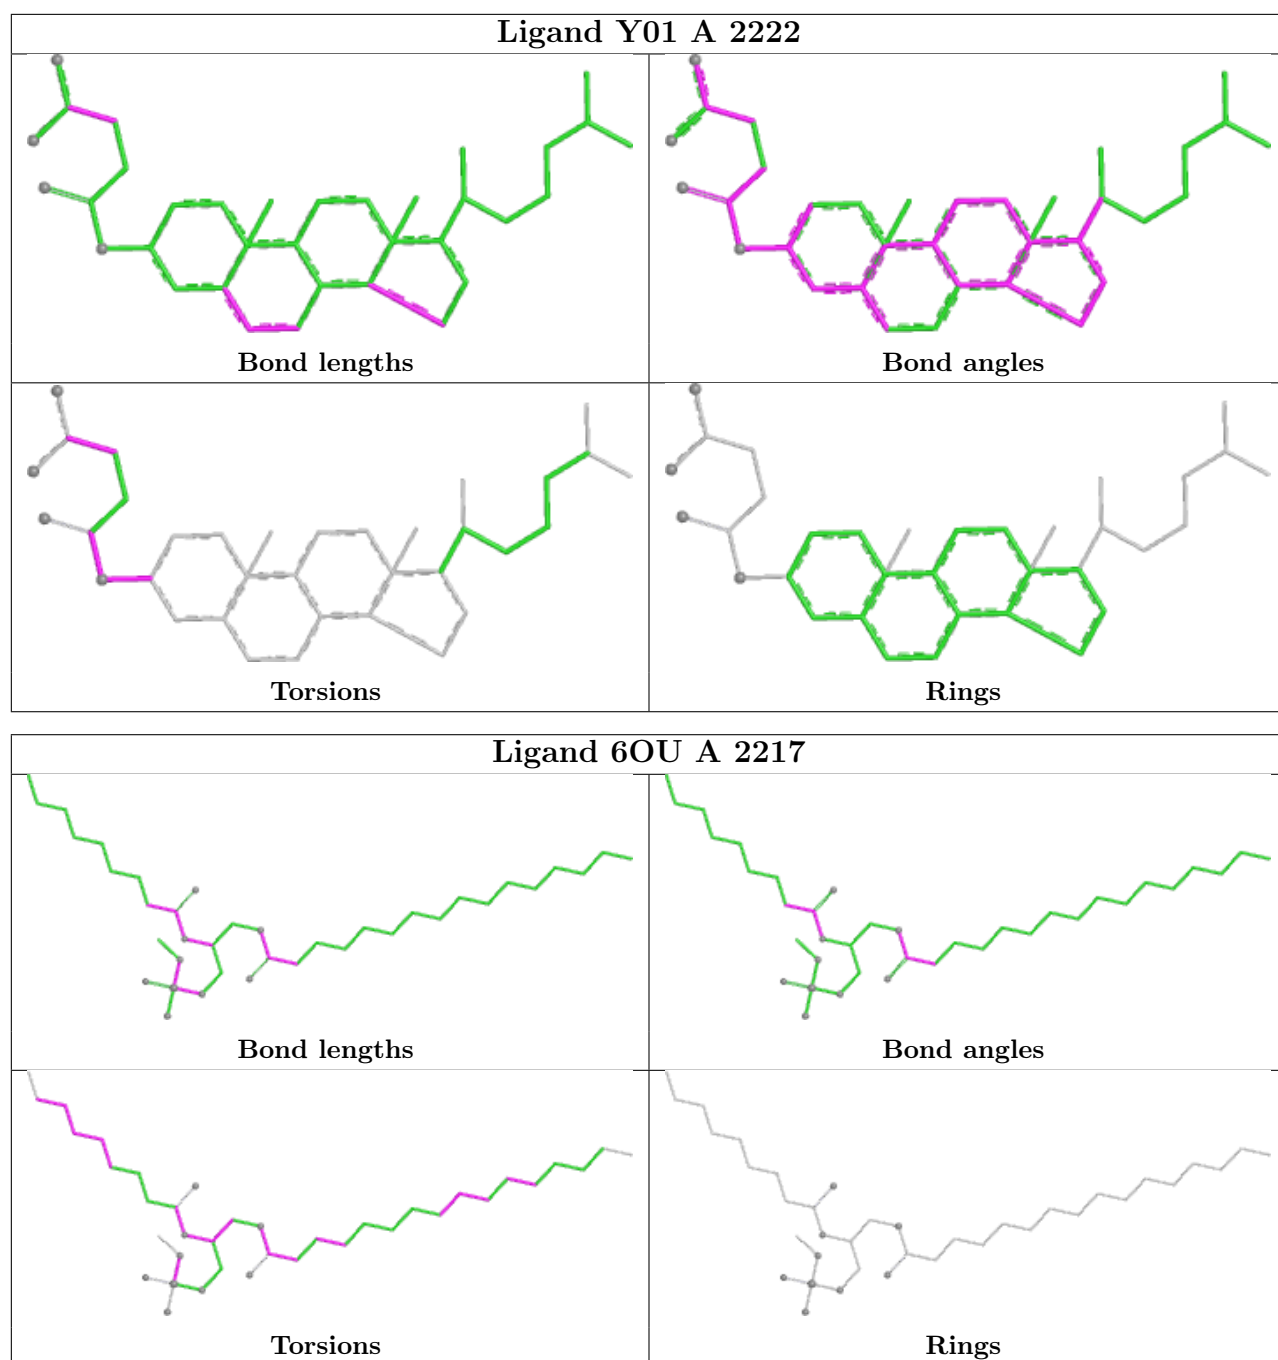 Ligand Y01 A 2222
Bond lengths
Bond angles
Torsions
Rings
Ligand 6OU A 2217
Bond lengths
Bond angles
Torsions
Rings